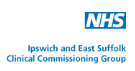 NHS
Ipswich and East Suffolk
Clinical Commissioning Group